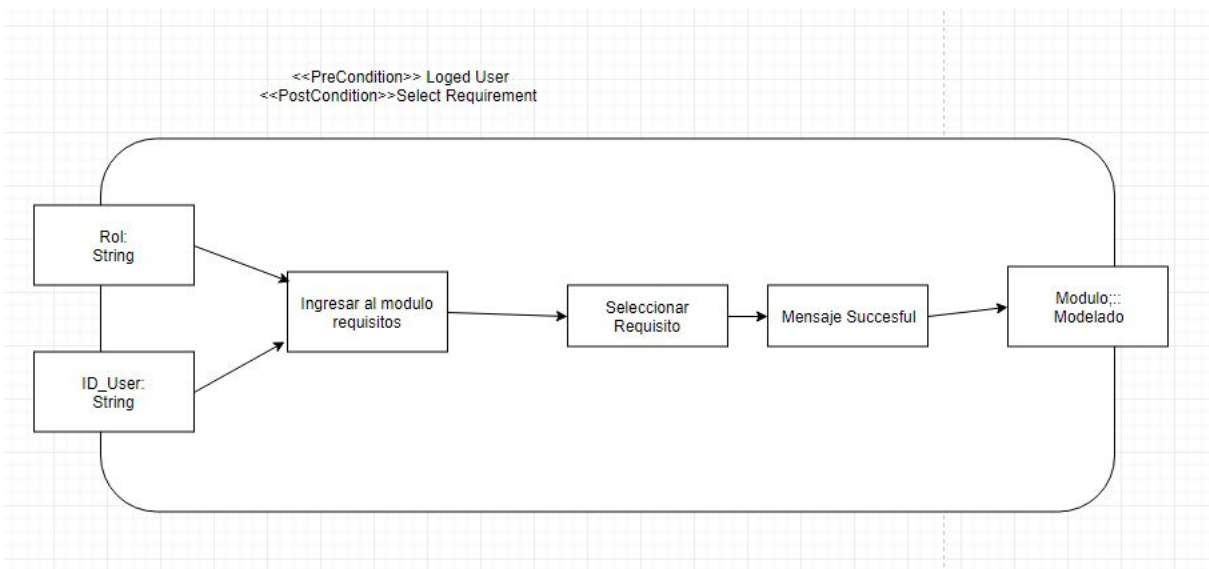 <<PreCondition>> Loged User
<<PostCondition>>Select Requirement
Rol:
String
ID_User:
String
Ingresar al modulo
requisitos
Seleccionar
Requisito
Mensaje Succesful
Modulo;::
Modelado